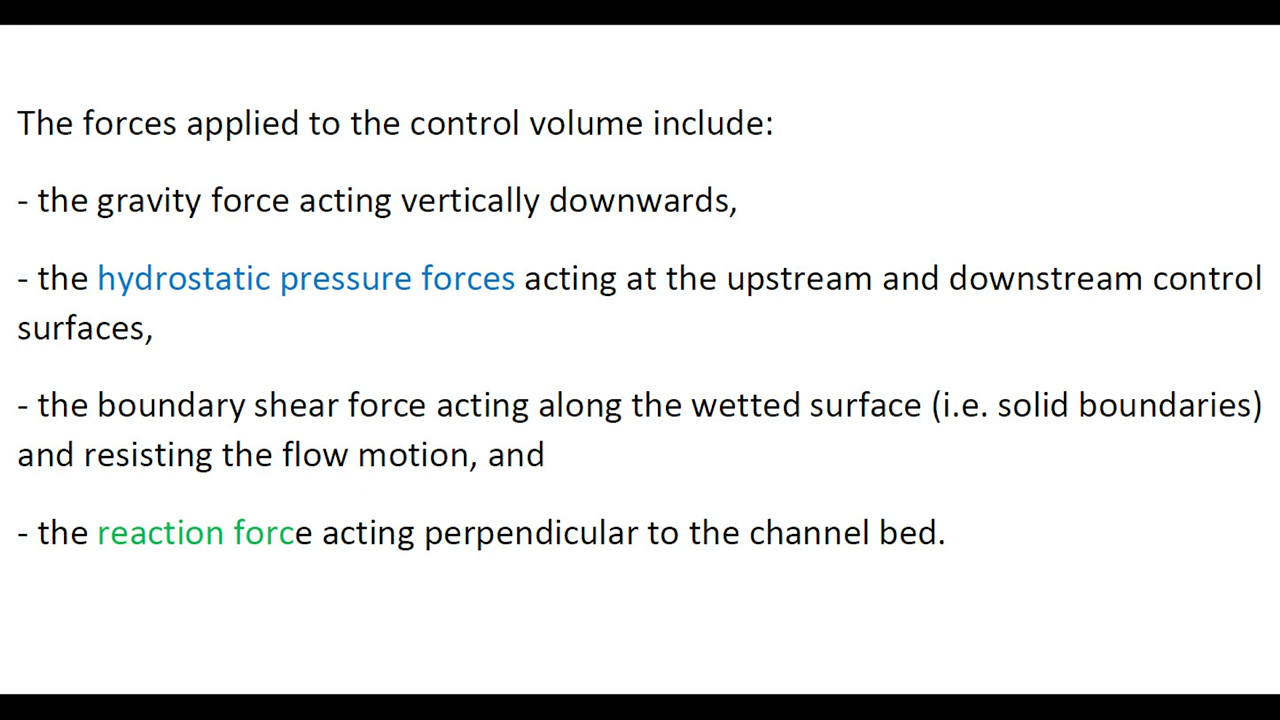 The forces applied to the control volume include:
- the gravity force acting vertically downwards,
- the hydrostatic pressure forces acting at the upstream and downstream control
surfaces,
- the boundary shear force acting along the wetted surface (i.e. solid boundaries)
and resisting the flow motion, and
- the reaction force acting perpendicular to the channel bed.